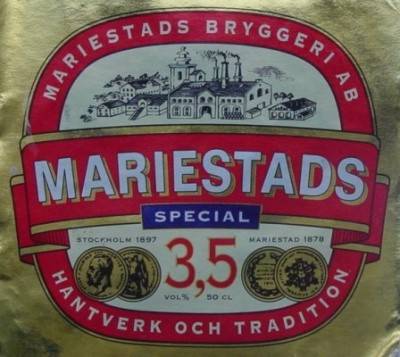 MARIESTADS BRYGGERI AB
MARIESTADS
SPECIAL
STOCKHOLM 1897
MARIESTAD 1878
3,5
VOL% 50 CL
HANTVERK OCH TRADITION